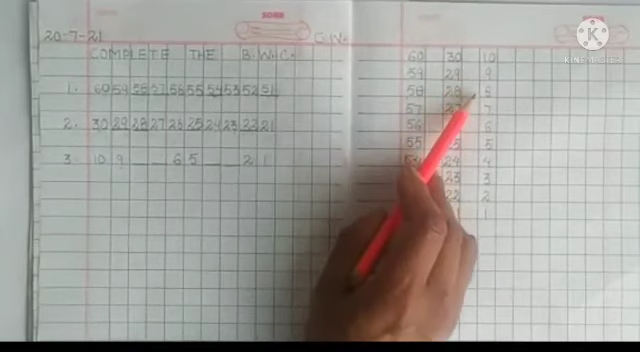 SOME
20-7-21
C.W.
COMPLETE THE B.W.C.
1. 60 59 58 57 56 55 54 53 52 51
2. 30 29 28 27 26 25 24 23 22 21
3. 10 9 _ _ 6 5 _ _ 2 1
60 30 10
59 29 9
58 28 8
57 27 7
56 6
55 25 5
54 24 4
23 3
22 2
1
K
KINEMASTER